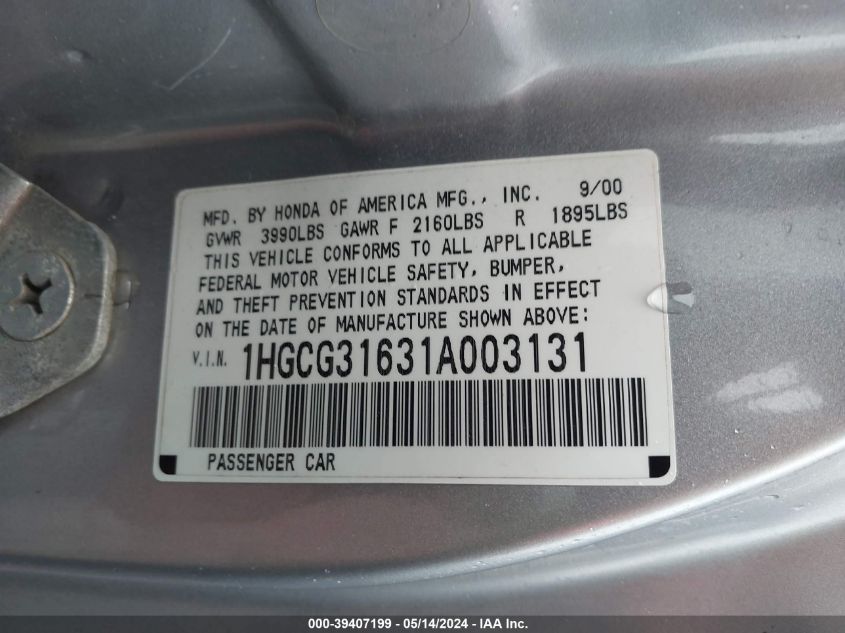 MFD. BY HONDA OF AMERICA MFG., INC. 9/00
GVWR 3990LBS GAWR F 2160LBS R 1895LBS
THIS VEHICLE CONFORMS TO ALL APPLICABLE
FEDERAL MOTOR VEHICLE SAFETY, BUMPER,
AND THEFT PREVENTION STANDARDS IN EFFECT
ON THE DATE OF MANUFACTURE SHOWN ABOVE:
V.I.N. 1HGCG31631A003131
PASSENGER CAR
000-39407199 - 05/14/2024 - IAA Inc.